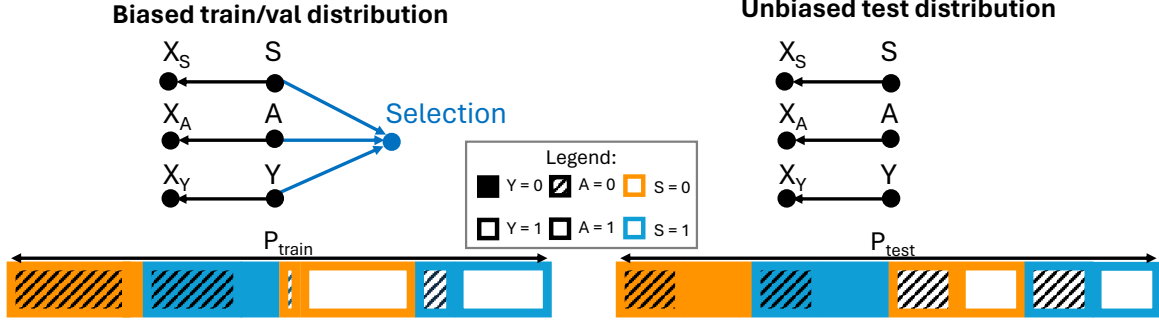 Biased train/val distribution
Unbiased test distribution
X_S S
X_A A
Selection
X_Y Y
X_S S
X_A A
X_Y Y
Legend:
Y = 0 A = 0 S = 0
Y = 1 A = 1 S = 1
P_train
P_test